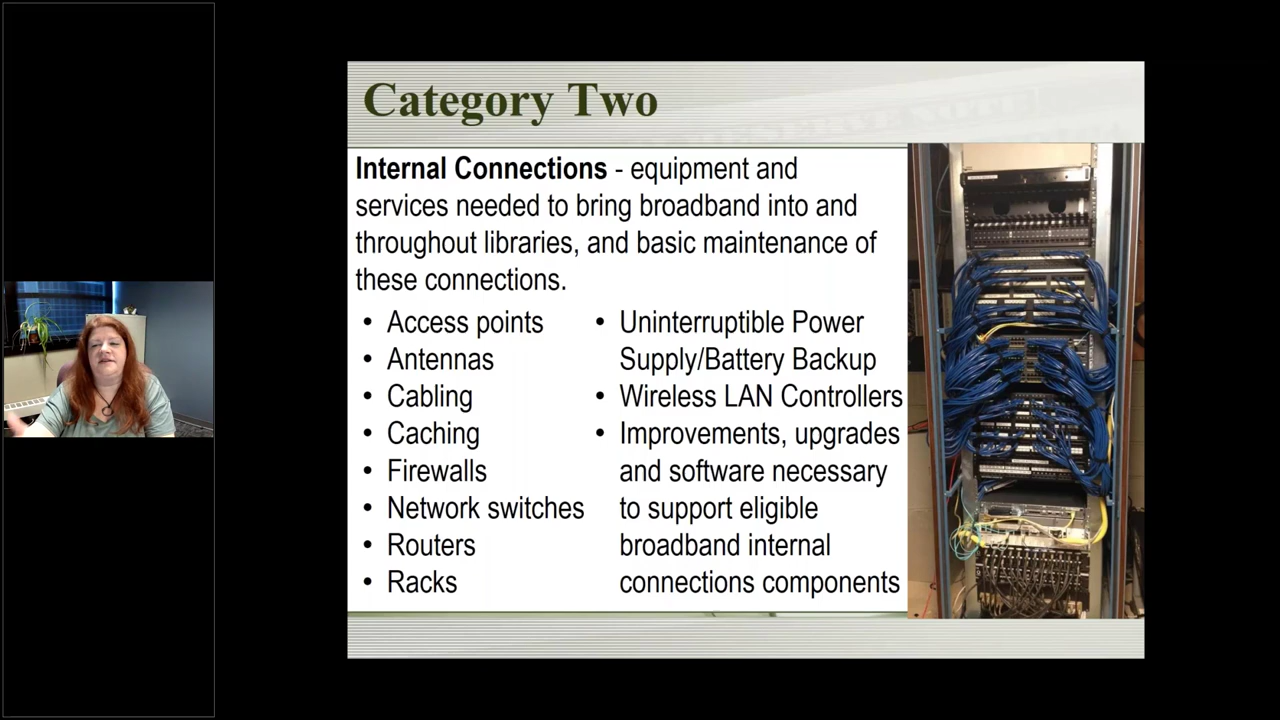 Category Two
Internal Connections - equipment and
services needed to bring broadband into and
throughout libraries, and basic maintenance of
these connections.
• Access points
• Antennas
• Cabling
• Caching
• Firewalls
• Network switches
• Routers
• Racks
• Uninterruptible Power
Supply/Battery Backup
• Wireless LAN Controllers
• Improvements, upgrades
and software necessary
to support eligible
broadband internal
connections components